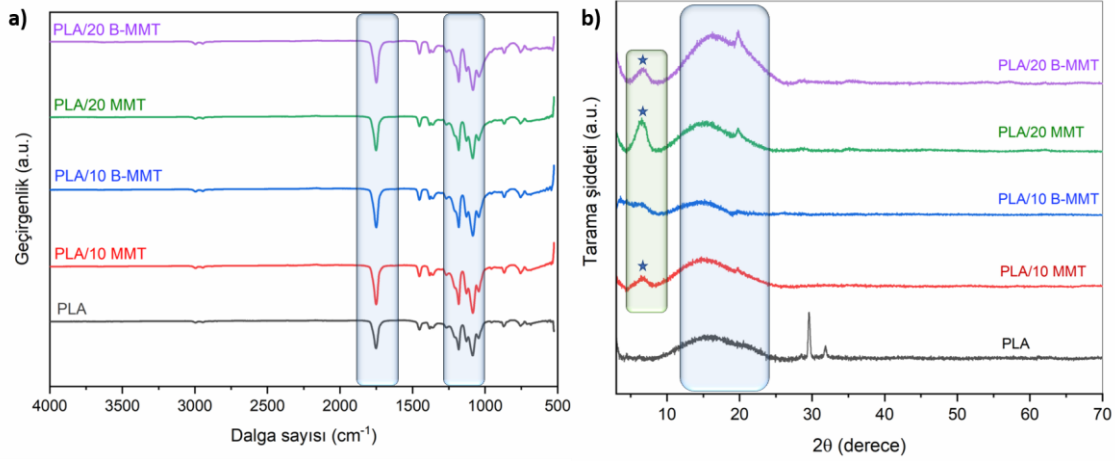 a)
PLA/20 B-MMT
PLA/20 MMT
PLA/10 B-MMT
PLA/10 MMT
PLA
Geçirgenlik (a.u.)
4000 3500 3000 2500 2000 1500 1000 500
Dalga sayısı (cm⁻¹)
b)
PLA/20 B-MMT
PLA/20 MMT
PLA/10 B-MMT
PLA/10 MMT
PLA
Tarama şiddeti (a.u.)
10 20 30 40 50 60 70
2θ (derece)